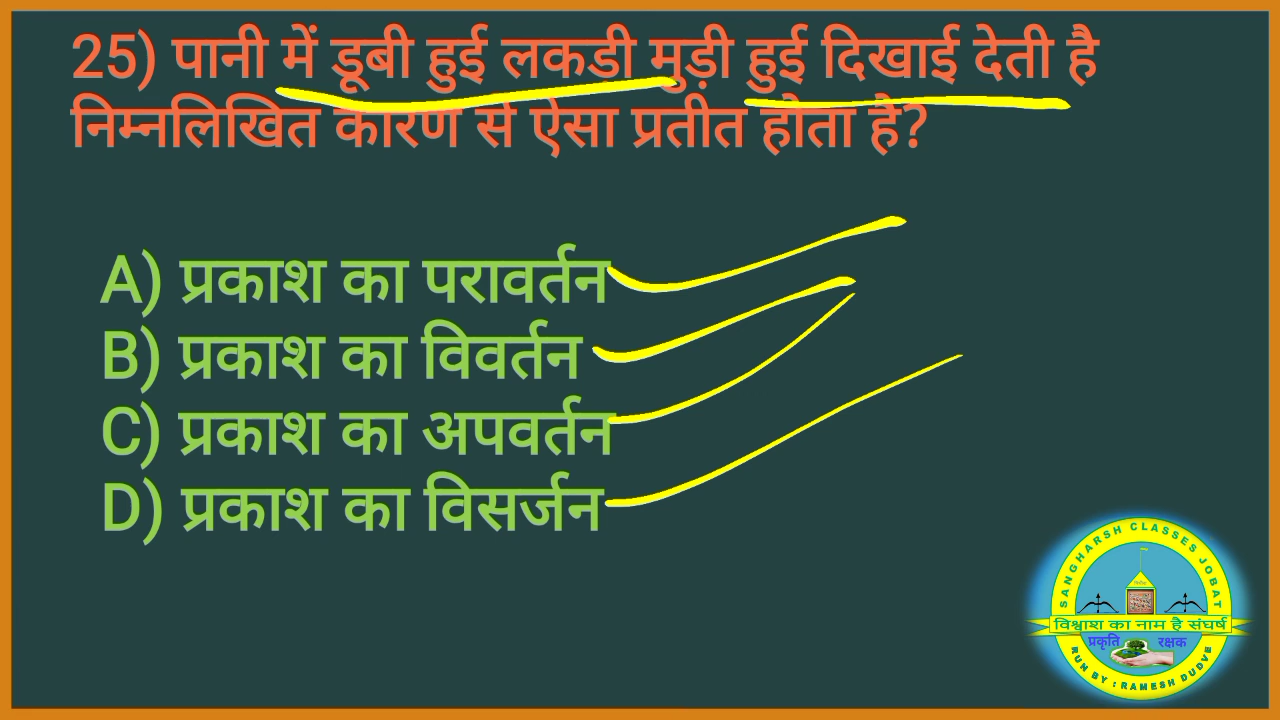 25) पानी में डूबी हुई लकडी मुड़ी हुई दिखाई देती है
निम्नलिखित कारण से ऐसा प्रतीत होता है?
A) प्रकाश का परावर्तन
B) प्रकाश का विवर्तन
C) प्रकाश का अपवर्तन
D) प्रकाश का विसर्जन
SANGHARSH CLASSES JOBAT
विश्वाश का नाम है संघर्ष
प्रकृति रक्षक
RUN BY : RAMESH DUDVE